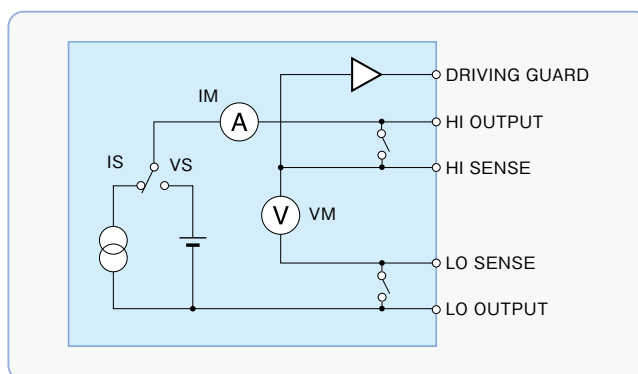 DRIVING GUARD
IM
A
HI OUTPUT
IS
VS
HI SENSE
V
VM
LO SENSE
LO OUTPUT